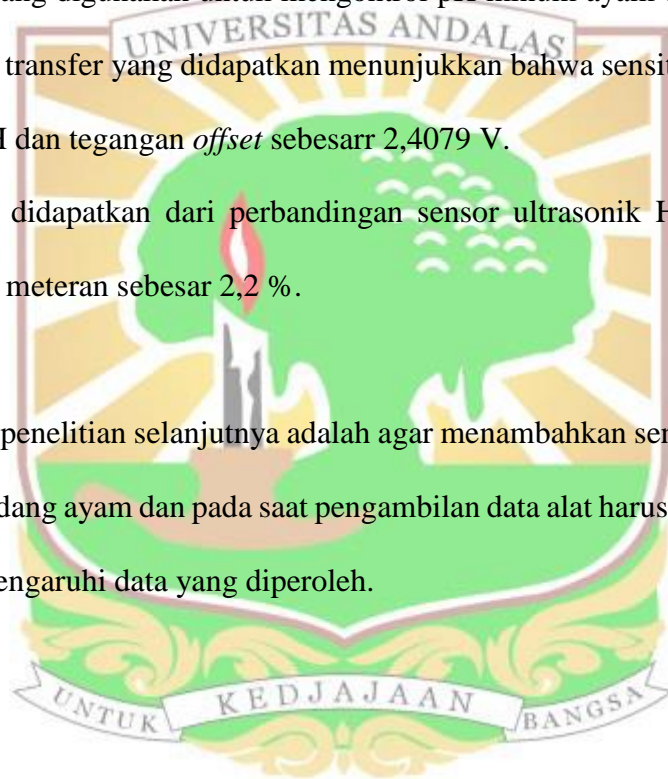 ang digunakan untuk mengontrol pH minum ayam
UNIVERSITAS ANDALAS
transfer yang didapatkan menunjukkan bahwa sensit
dan tegangan offset sebesarr 2,4079 V.
didapatkan dari perbandingan sensor ultrasonik H
meteran sebesar 2,2 %.
penelitian selanjutnya adalah agar menambahkan sen
dang ayam dan pada saat pengambilan data alat harus
engaruhi data yang diperoleh.
UNTUK KEDJAJAAN BANGSA